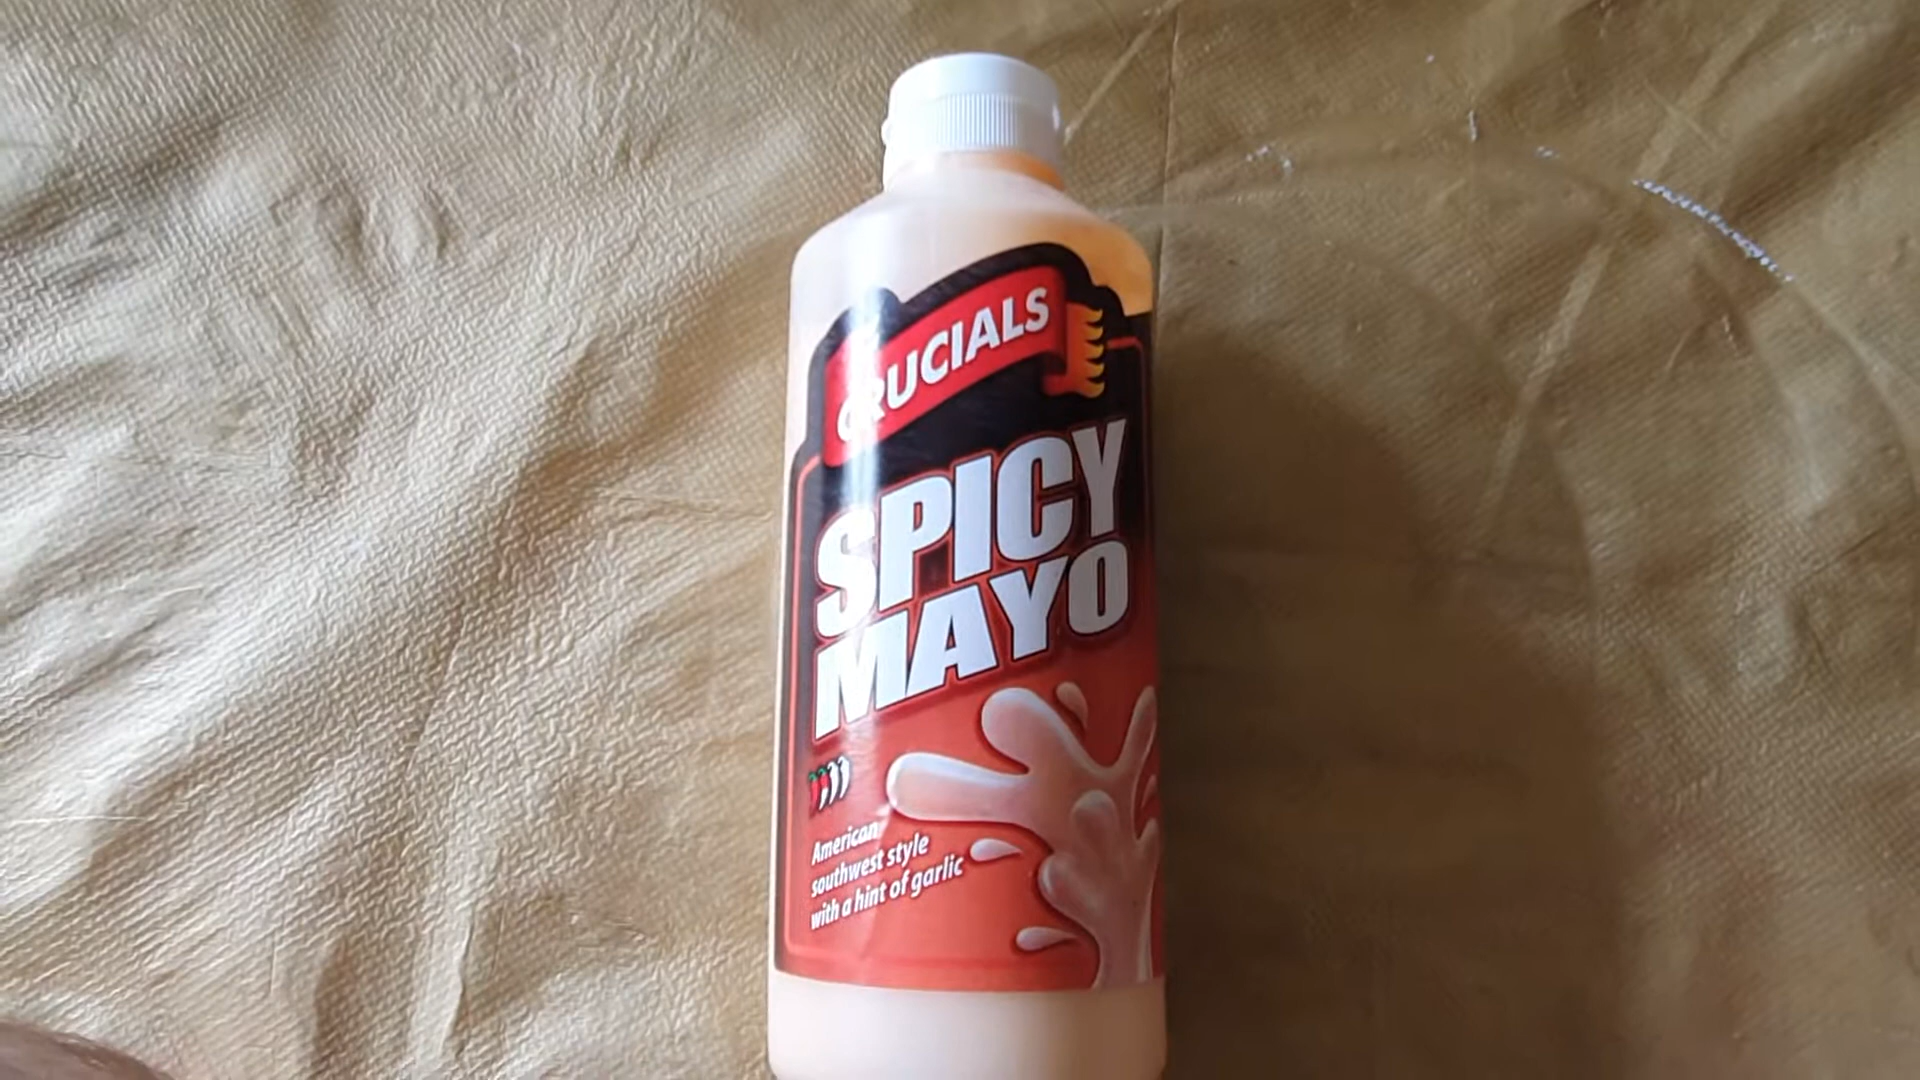 CRUCIALS
SPICY
MAYO
American
southwest style
with a hint of garlic